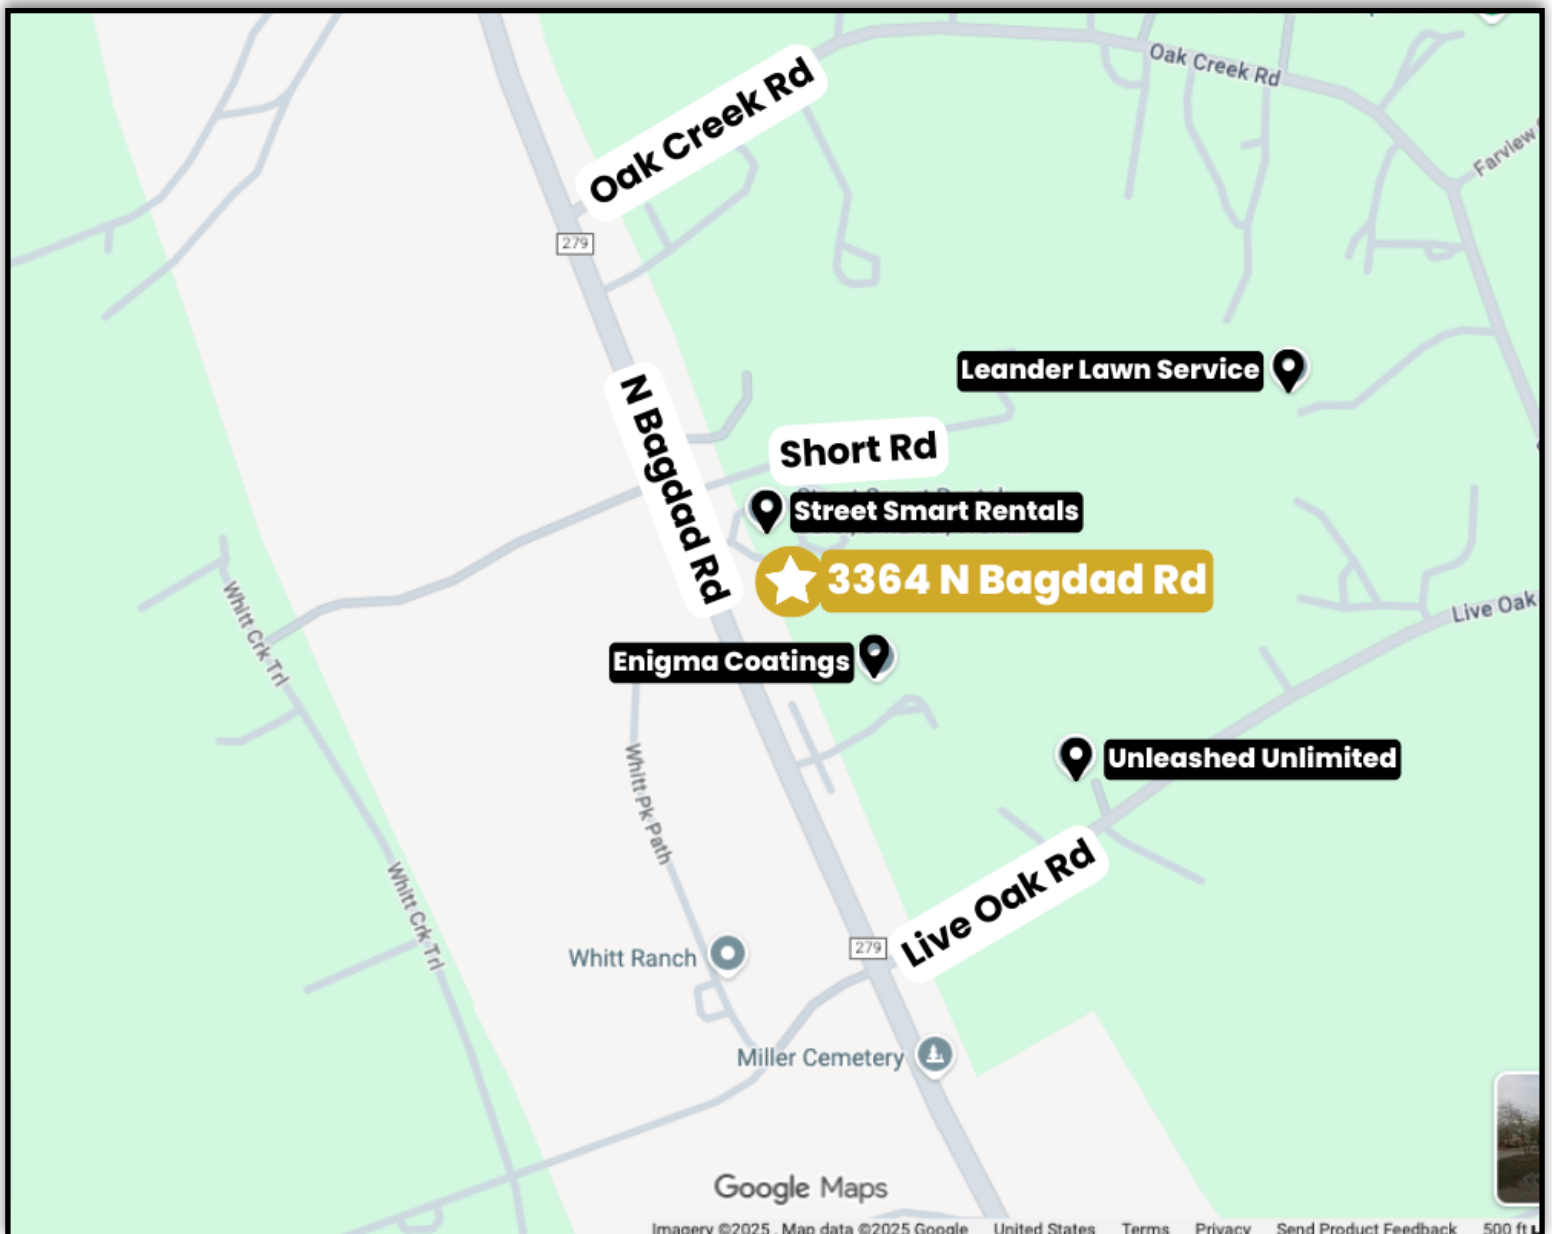 Oak Creek Rd
Oak Creek Rd
Farview
279
Leander Lawn Service
N Bagdad Rd
Short Rd
Street Smart Rentals
3364 N Bagdad Rd
Whitt Crk Trl
Live Oak
Enigma Coatings
Whitt Pk Path
Unleashed Unlimited
Live Oak Rd
Whitt Crk Trl
279
Whitt Ranch
Miller Cemetery
Google Maps
Imagery ©2025 , Map data ©2025 Google United States Terms Privacy Send Product Feedback 500 ft